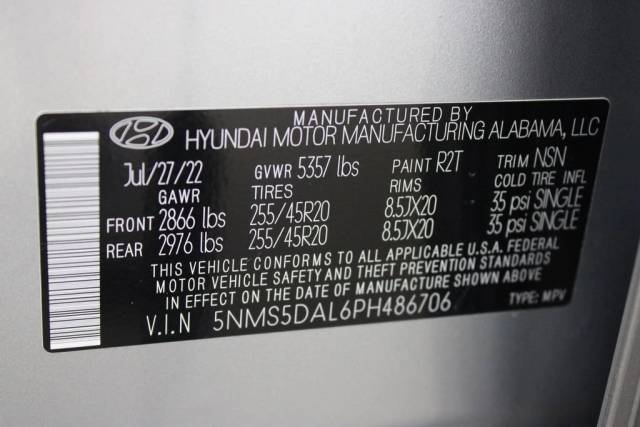 MANUFACTURED BY
HYUNDAI MOTOR MANUFACTURING ALABAMA, LLC
Jul/27/22 GVWR 5357 lbs PAINT R2T TRIM NSN
GAWR TIRES RIMS COLD TIRE INFL
FRONT 2866 lbs 255/45R20 8.5JX20 35 psi SINGLE
REAR 2976 lbs 255/45R20 8.5JX20 35 psi SINGLE
THIS VEHICLE CONFORMS TO ALL APPLICABLE U.S.A. FEDERAL
MOTOR VEHICLE SAFETY AND THEFT PREVENTION STANDARDS
IN EFFECT ON THE DATE OF MANUFACTURE SHOWN ABOVE
V.I.N 5NMS5DAL6PH486706 TYPE: MPV